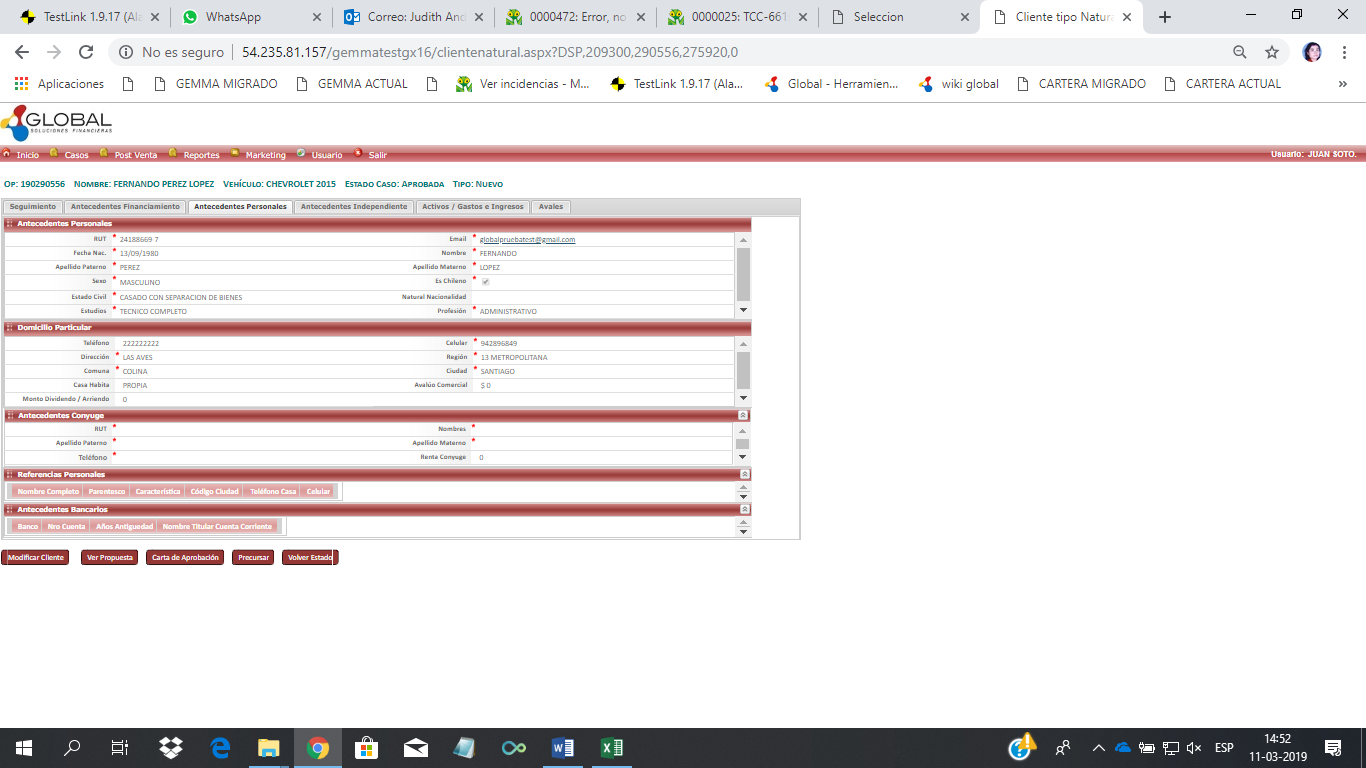 TestLink 1.9.17 (Ala
WhatsApp
Correo: Judith And
0000472: Error, no
0000025: TCC-661
Seleccion
Cliente tipo Natura
No es seguro | 54.235.81.157/gemmatestgx16/clientenatural.aspx?DSP,209300,290556,275920,0
Aplicaciones GEMMA MIGRADO GEMMA ACTUAL Ver incidencias - M... TestLink 1.9.17 (Ala... Global - Herramien... wiki global CARTERA MIGRADO CARTERA ACTUAL »
GLOBAL
SOLUCIONES FINANCIERAS
Inicio Casos Post Venta Reportes Marketing Usuario Salir Usuario: JUAN SOTO.
Op: 190290556 Nombre: FERNANDO PEREZ LOPEZ Vehículo: CHEVROLET 2015 Estado Caso: Aprobada Tipo: Nuevo
Seguimiento Antecedentes Financiamiento Antecedentes Personales Antecedentes Independiente Activos / Gastos e Ingresos Avales
Antecedentes Personales
RUT * 24188669 7 Email * globalpruebatest@gmail.com
Fecha Nac. * 13/09/1980 Nombre * FERNANDO
Apellido Paterno * PEREZ Apellido Materno * LOPEZ
Sexo * MASCULINO Es Chileno *
Estado Civil * CASADO CON SEPARACION DE BIENES Natural Nacionalidad
Estudios * TECNICO COMPLETO Profesión * ADMINISTRATIVO
Domicilio Particular
Teléfono 222222222 Celular * 942896849
Dirección * LAS AVES Región * 13 METROPOLITANA
Comuna * COLINA Ciudad * SANTIAGO
Casa Habita PROPIA Avalúo Comercial $ 0
Monto Dividendo / Arriendo 0
Antecedentes Conyuge
RUT * Nombres *
Apellido Paterno * Apellido Materno *
Teléfono * Renta Conyuge 0
Referencias Personales
Nombre Completo Parentesco Característica Código Ciudad Teléfono Casa Celular
Antecedentes Bancarios
Banco Nro Cuenta Años Antiguedad Nombre Titular Cuenta Corriente
Modificar Cliente Ver Propuesta Carta de Aprobación Precursar Volver Estado
ESP
14:52
11-03-2019